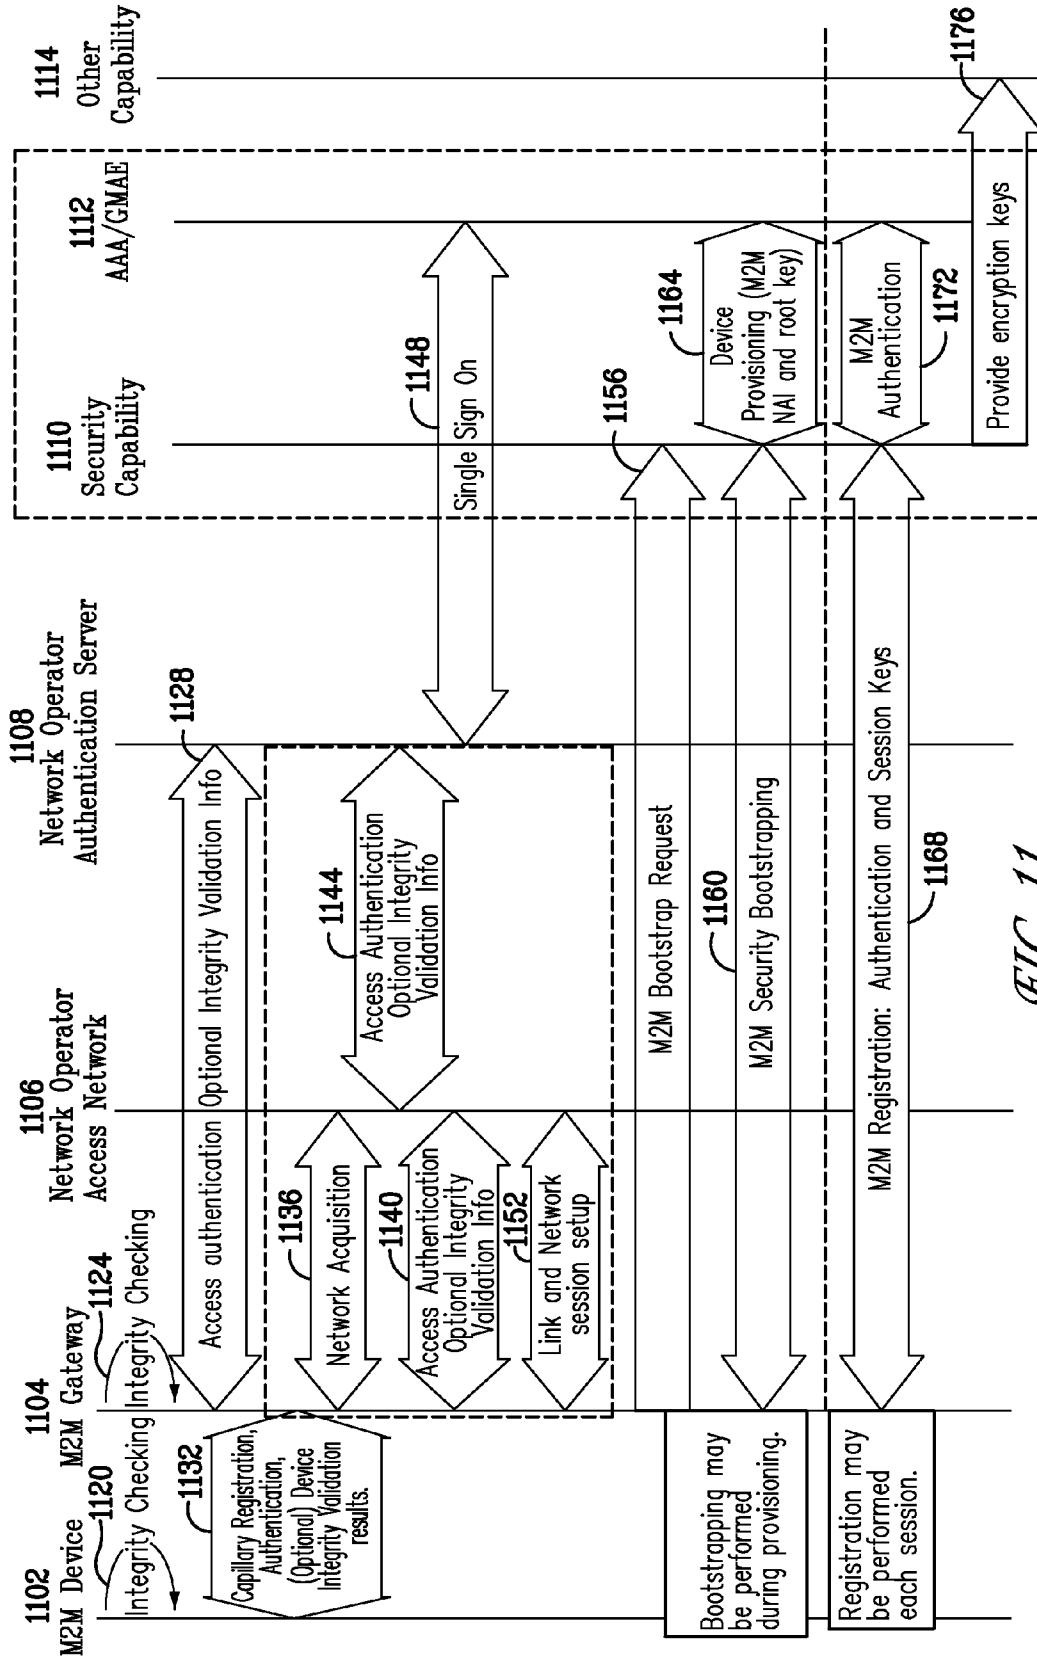 1102
M2M Device
1104
M2M Gateway
1106
Network Operator
Access Network
1108
Network Operator
Authentication Server
1110
Security
Capability
1112
AAA/GMAE
1114
Other
Capability
1120
Integrity Checking
1124
Integrity Checking
1128
Access authentication Optional Integrity Validation Info
1132
Capillary Registration,
Authentication,
(Optional) Device
Integrity Validation
results.
1136
Network Acquisition
1140
Access Authentication
Optional Integrity
Validation Info
1144
Access Authentication
Optional Integrity
Validation Info
1148
Single Sign On
1152
Link and Network
session setup
1156
M2M Bootstrap Request
1160
M2M Security Bootstrapping
1164
Device
Provisioning (M2M
NAI and root key)
Bootstrapping may
be performed
during provisioning.
1168
M2M Registration: Authentication and Session Keys
1172
M2M
Authentication
Registration may
be performed
each session.
1176
Provide encryption keys
FIG. 11